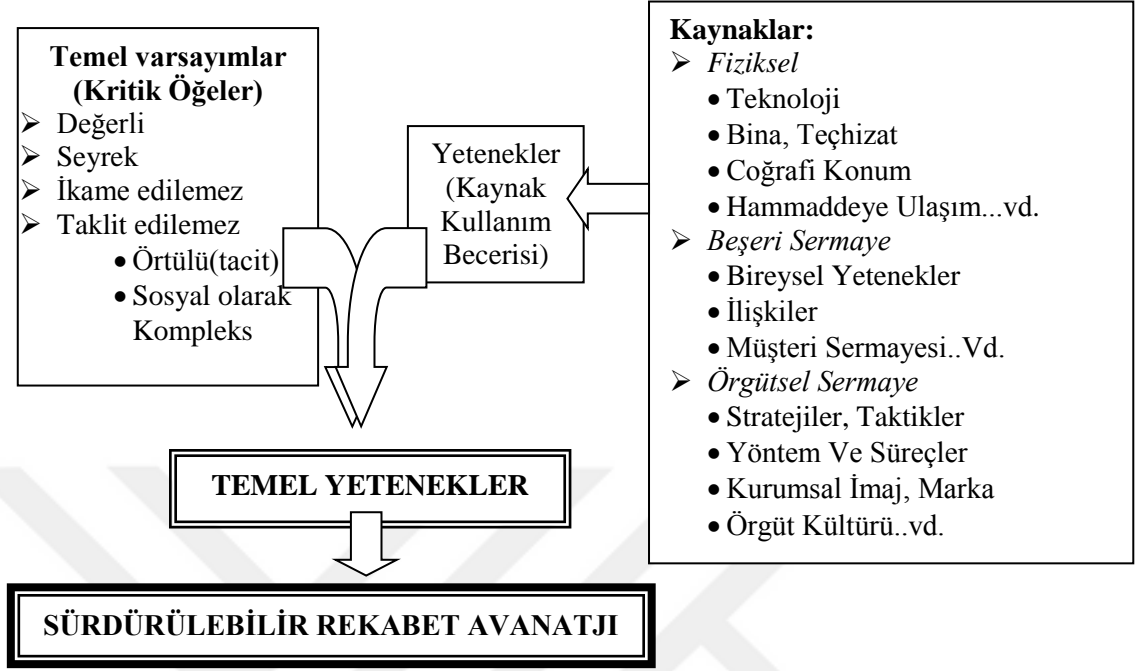 Temel varsayımlar
(Kritik Öğeler)
➢ Değerli
➢ Seyrek
➢ İkame edilemez
➢ Taklit edilemez
• Örtülü(tacit)
• Sosyal olarak
Kompleks
Yetenekler
(Kaynak
Kullanım
Becerisi)
Kaynaklar:
➢ Fiziksel
• Teknoloji
• Bina, Teçhizat
• Coğrafi Konum
• Hammaddeye Ulaşım...vd.
➢ Beşeri Sermaye
• Bireysel Yetenekler
• İlişkiler
• Müşteri Sermayesi..Vd.
➢ Örgütsel Sermaye
• Stratejiler, Taktikler
• Yöntem Ve Süreçler
• Kurumsal İmaj, Marka
• Örgüt Kültürü..vd.
TEMEL YETENEKLER
SÜRDÜRÜLEBİLİR REKABET AVANATJI